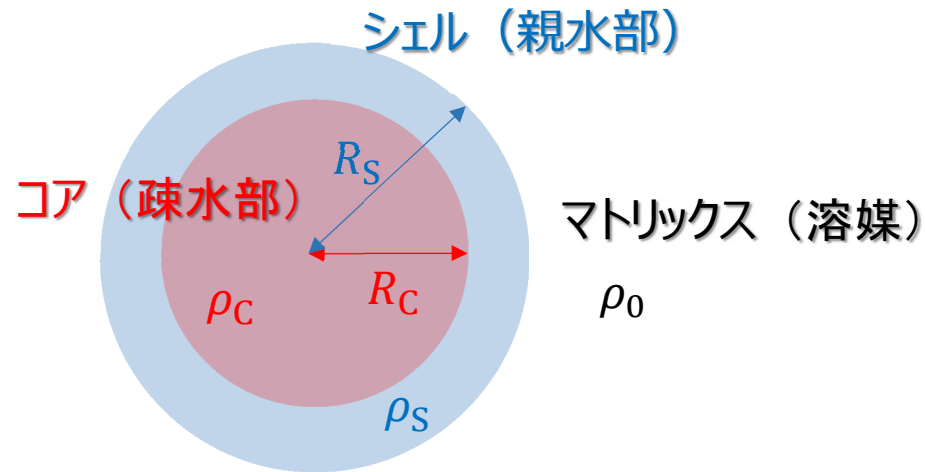 シェル（親水部）
R_S
コア（疎水部）
マトリックス（溶媒）
R_C
ρ_C
ρ_0
ρ_S